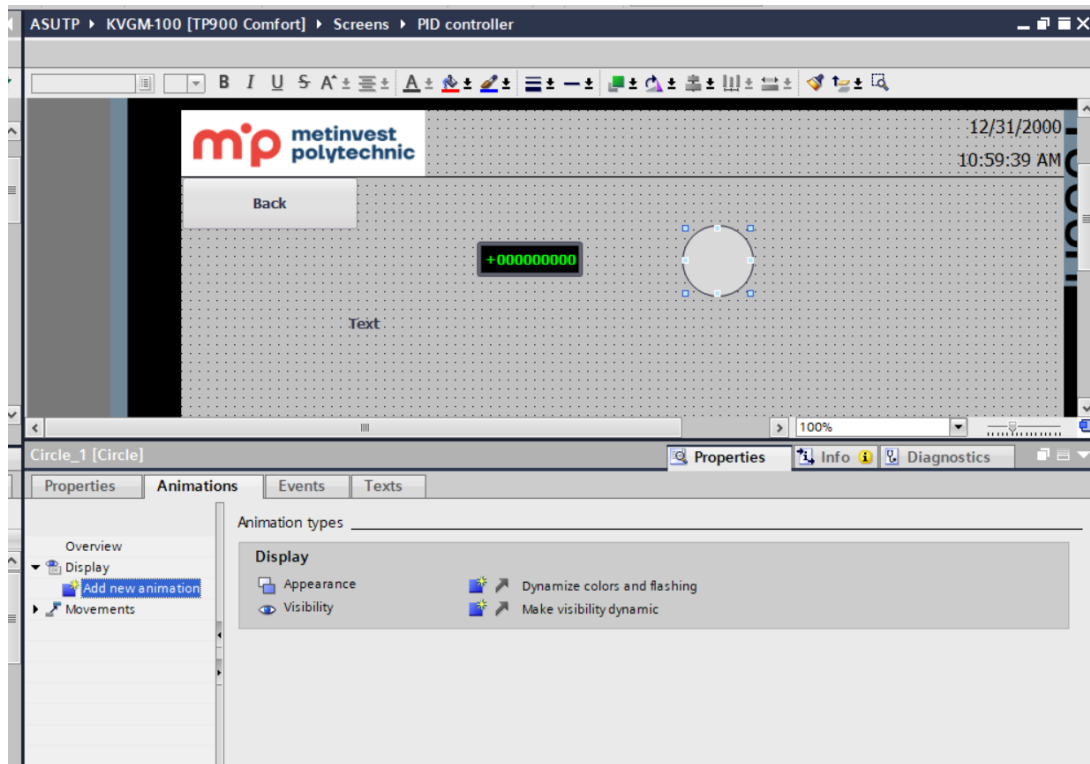 ASUTP KVGM-100 [TP900 Comfort] Screens PID controller
B I U S A A
metinvest
polytechnic
12/31/2000
10:59:39 AM
Back
+000000000
Text
100%
Circle_1 [Circle]
Properties Info Diagnostics
Properties Animations Events Texts
Animation types
Overview
Display
Add new animation
Movements
Display
Appearance Dynamize colors and flashing
Visibility Make visibility dynamic